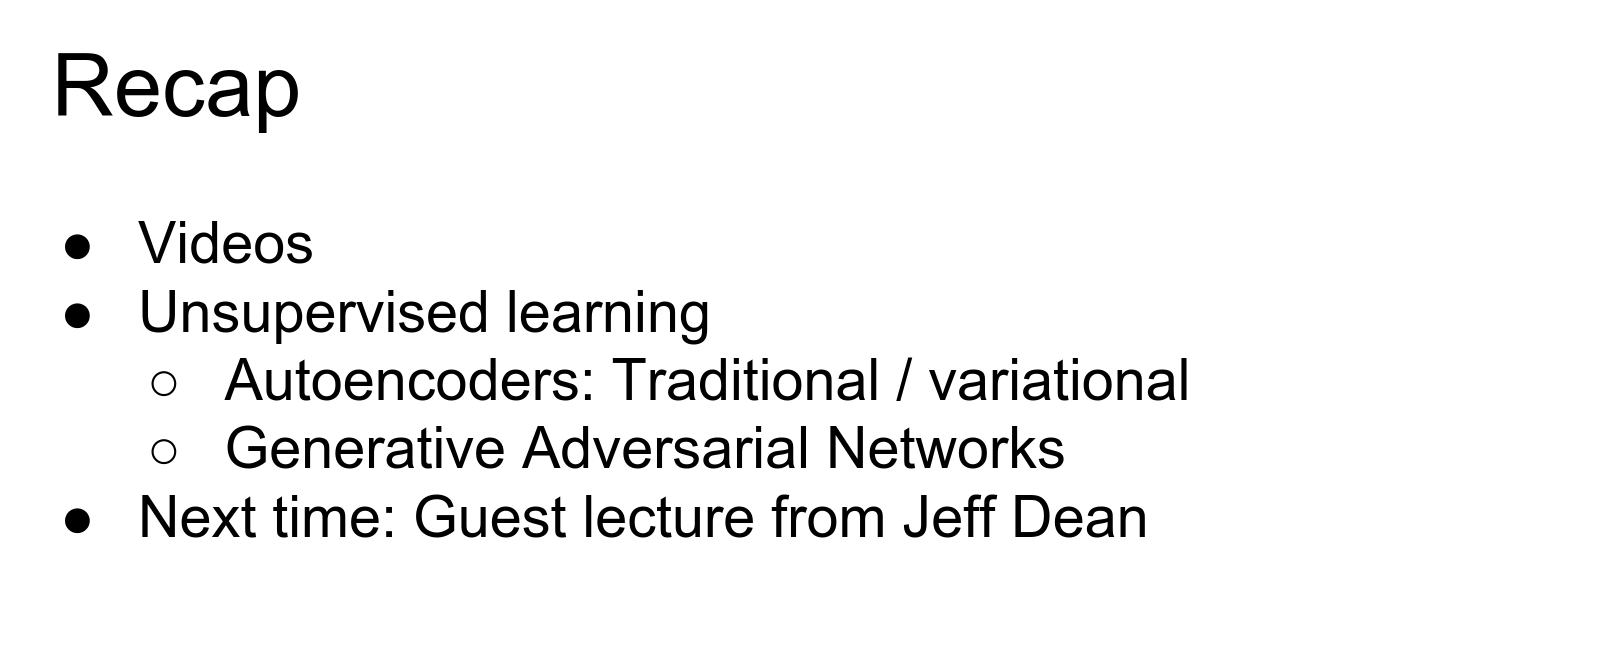 Recap
● Videos
● Unsupervised learning
○ Autoencoders: Traditional / variational
○ Generative Adversarial Networks
● Next time: Guest lecture from Jeff Dean